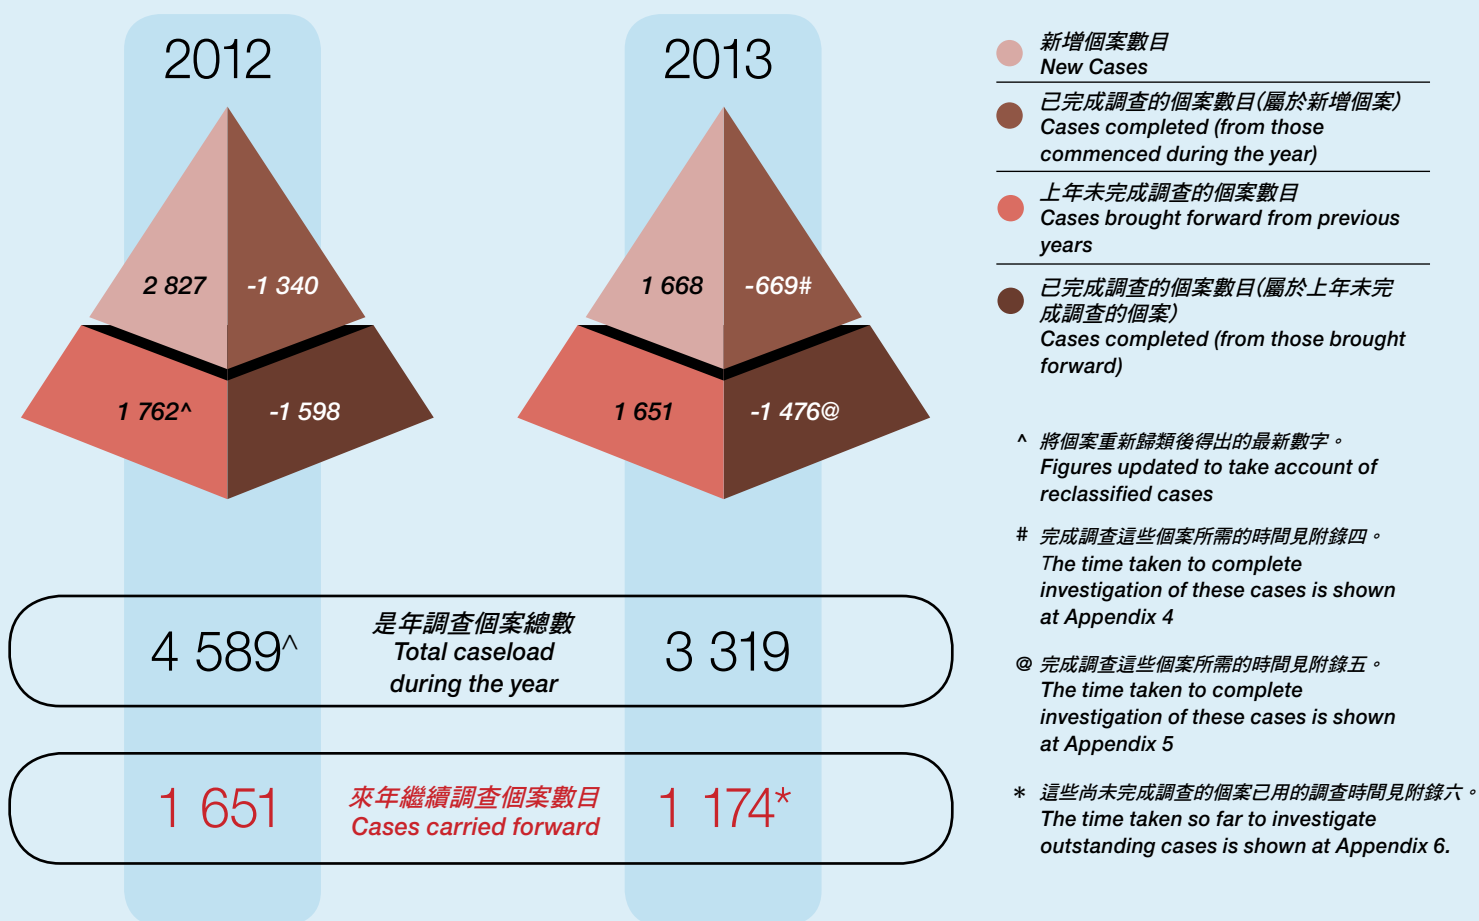 2012
2 827
-1 340
1 762^
-1 598
2013
1 668
-669#
1 651
-1 476@
新增個案數目
New Cases
已完成調查的個案數目(屬於新增個案)
Cases completed (from those
commenced during the year)
上年未完成調查的個案數目
Cases brought forward from previous
years
已完成調查的個案數目(屬於上年未完
成調查的個案)
Cases completed (from those brought
forward)
^ 將個案重新歸類後得出的最新數字。
Figures updated to take account of
reclassified cases
# 完成調查這些個案所需的時間見附錄四。
The time taken to complete
investigation of these cases is shown
at Appendix 4
@ 完成調查這些個案所需的時間見附錄五。
The time taken to complete
investigation of these cases is shown
at Appendix 5
* 這些尚未完成調查的個案已用的調查時間見附錄六。
The time taken so far to investigate
outstanding cases is shown at Appendix 6.
4 589^
是年調查個案總數
Total caseload
during the year
3 319
1 651
來年繼續調查個案數目
Cases carried forward
1 174*